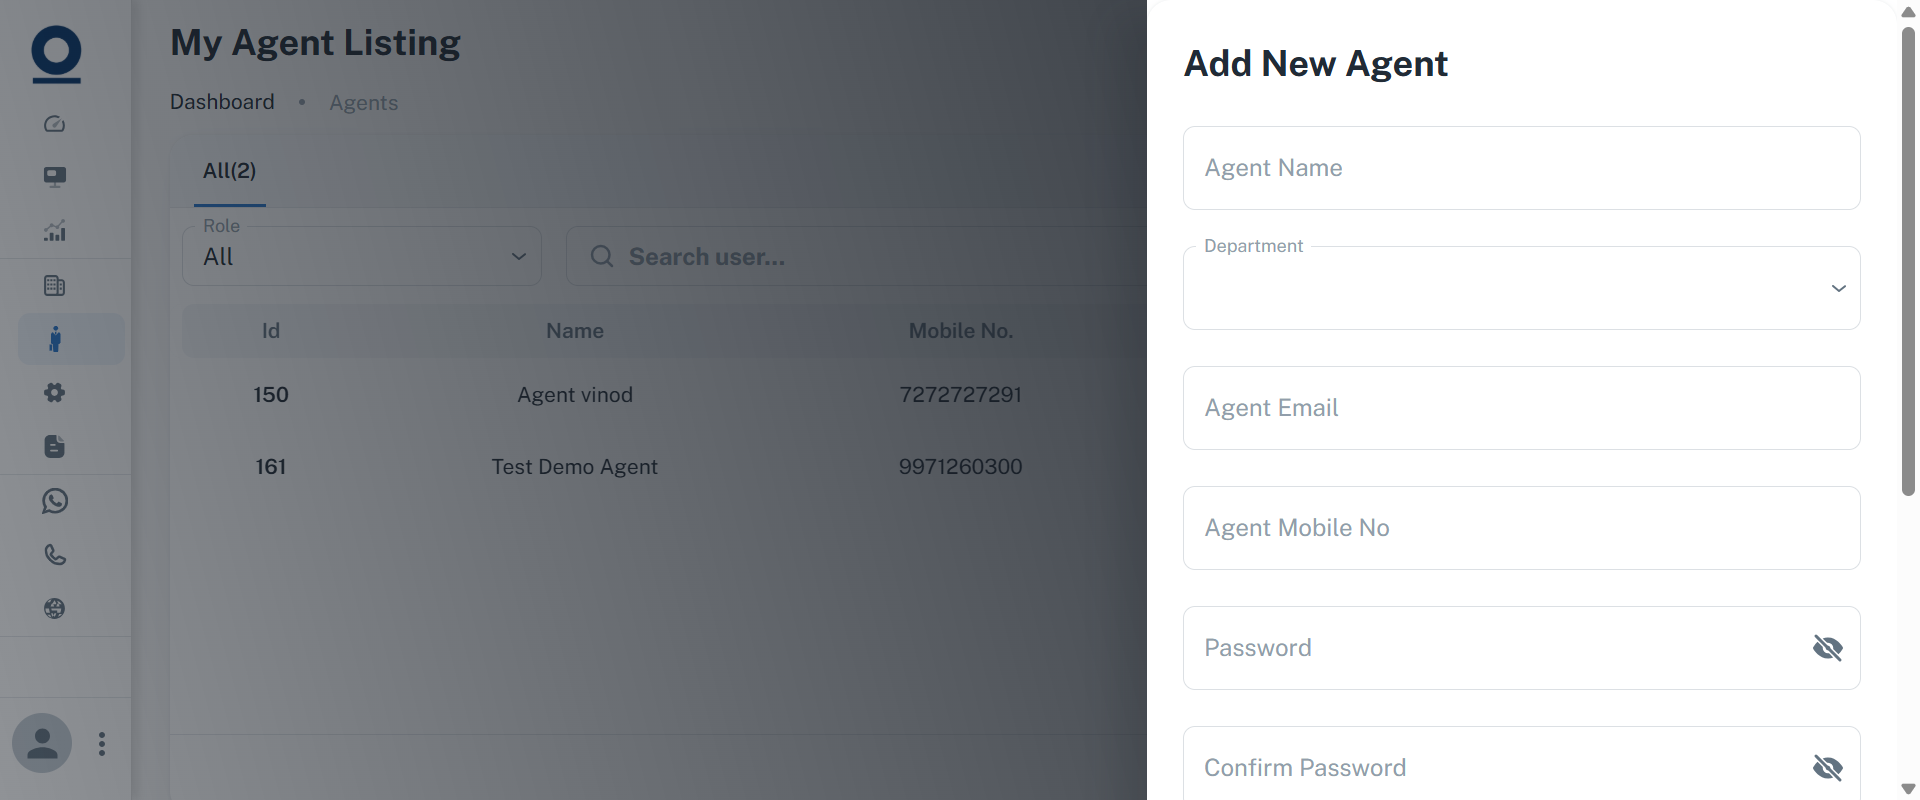 My Agent Listing
Dashboard • Agents
All(2)
Role
All
Search user...
Id Name Mobile No.
150 Agent vinod 7272727291
161 Test Demo Agent 9971260300
Add New Agent
Agent Name
Department
Agent Email
Agent Mobile No
Password
Confirm Password